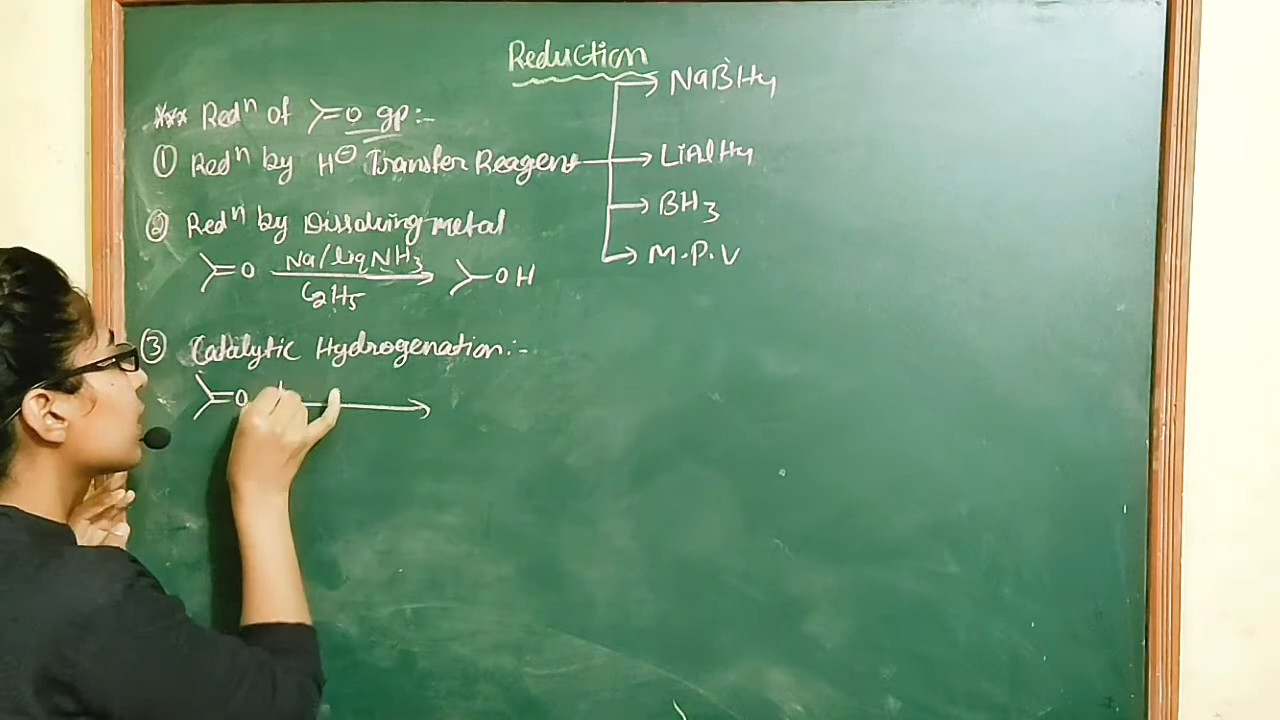 Reduction
*** Redⁿ of >=O gp:-
① Redⁿ by H⊖ Transfer Reagent
NaBH4
LiAlH4
BH3
M.P.V
② Redⁿ by Dissolving metal
=O Na/liq NH3 OH
C2H5
③ Catalytic Hydrogenation:-
=O